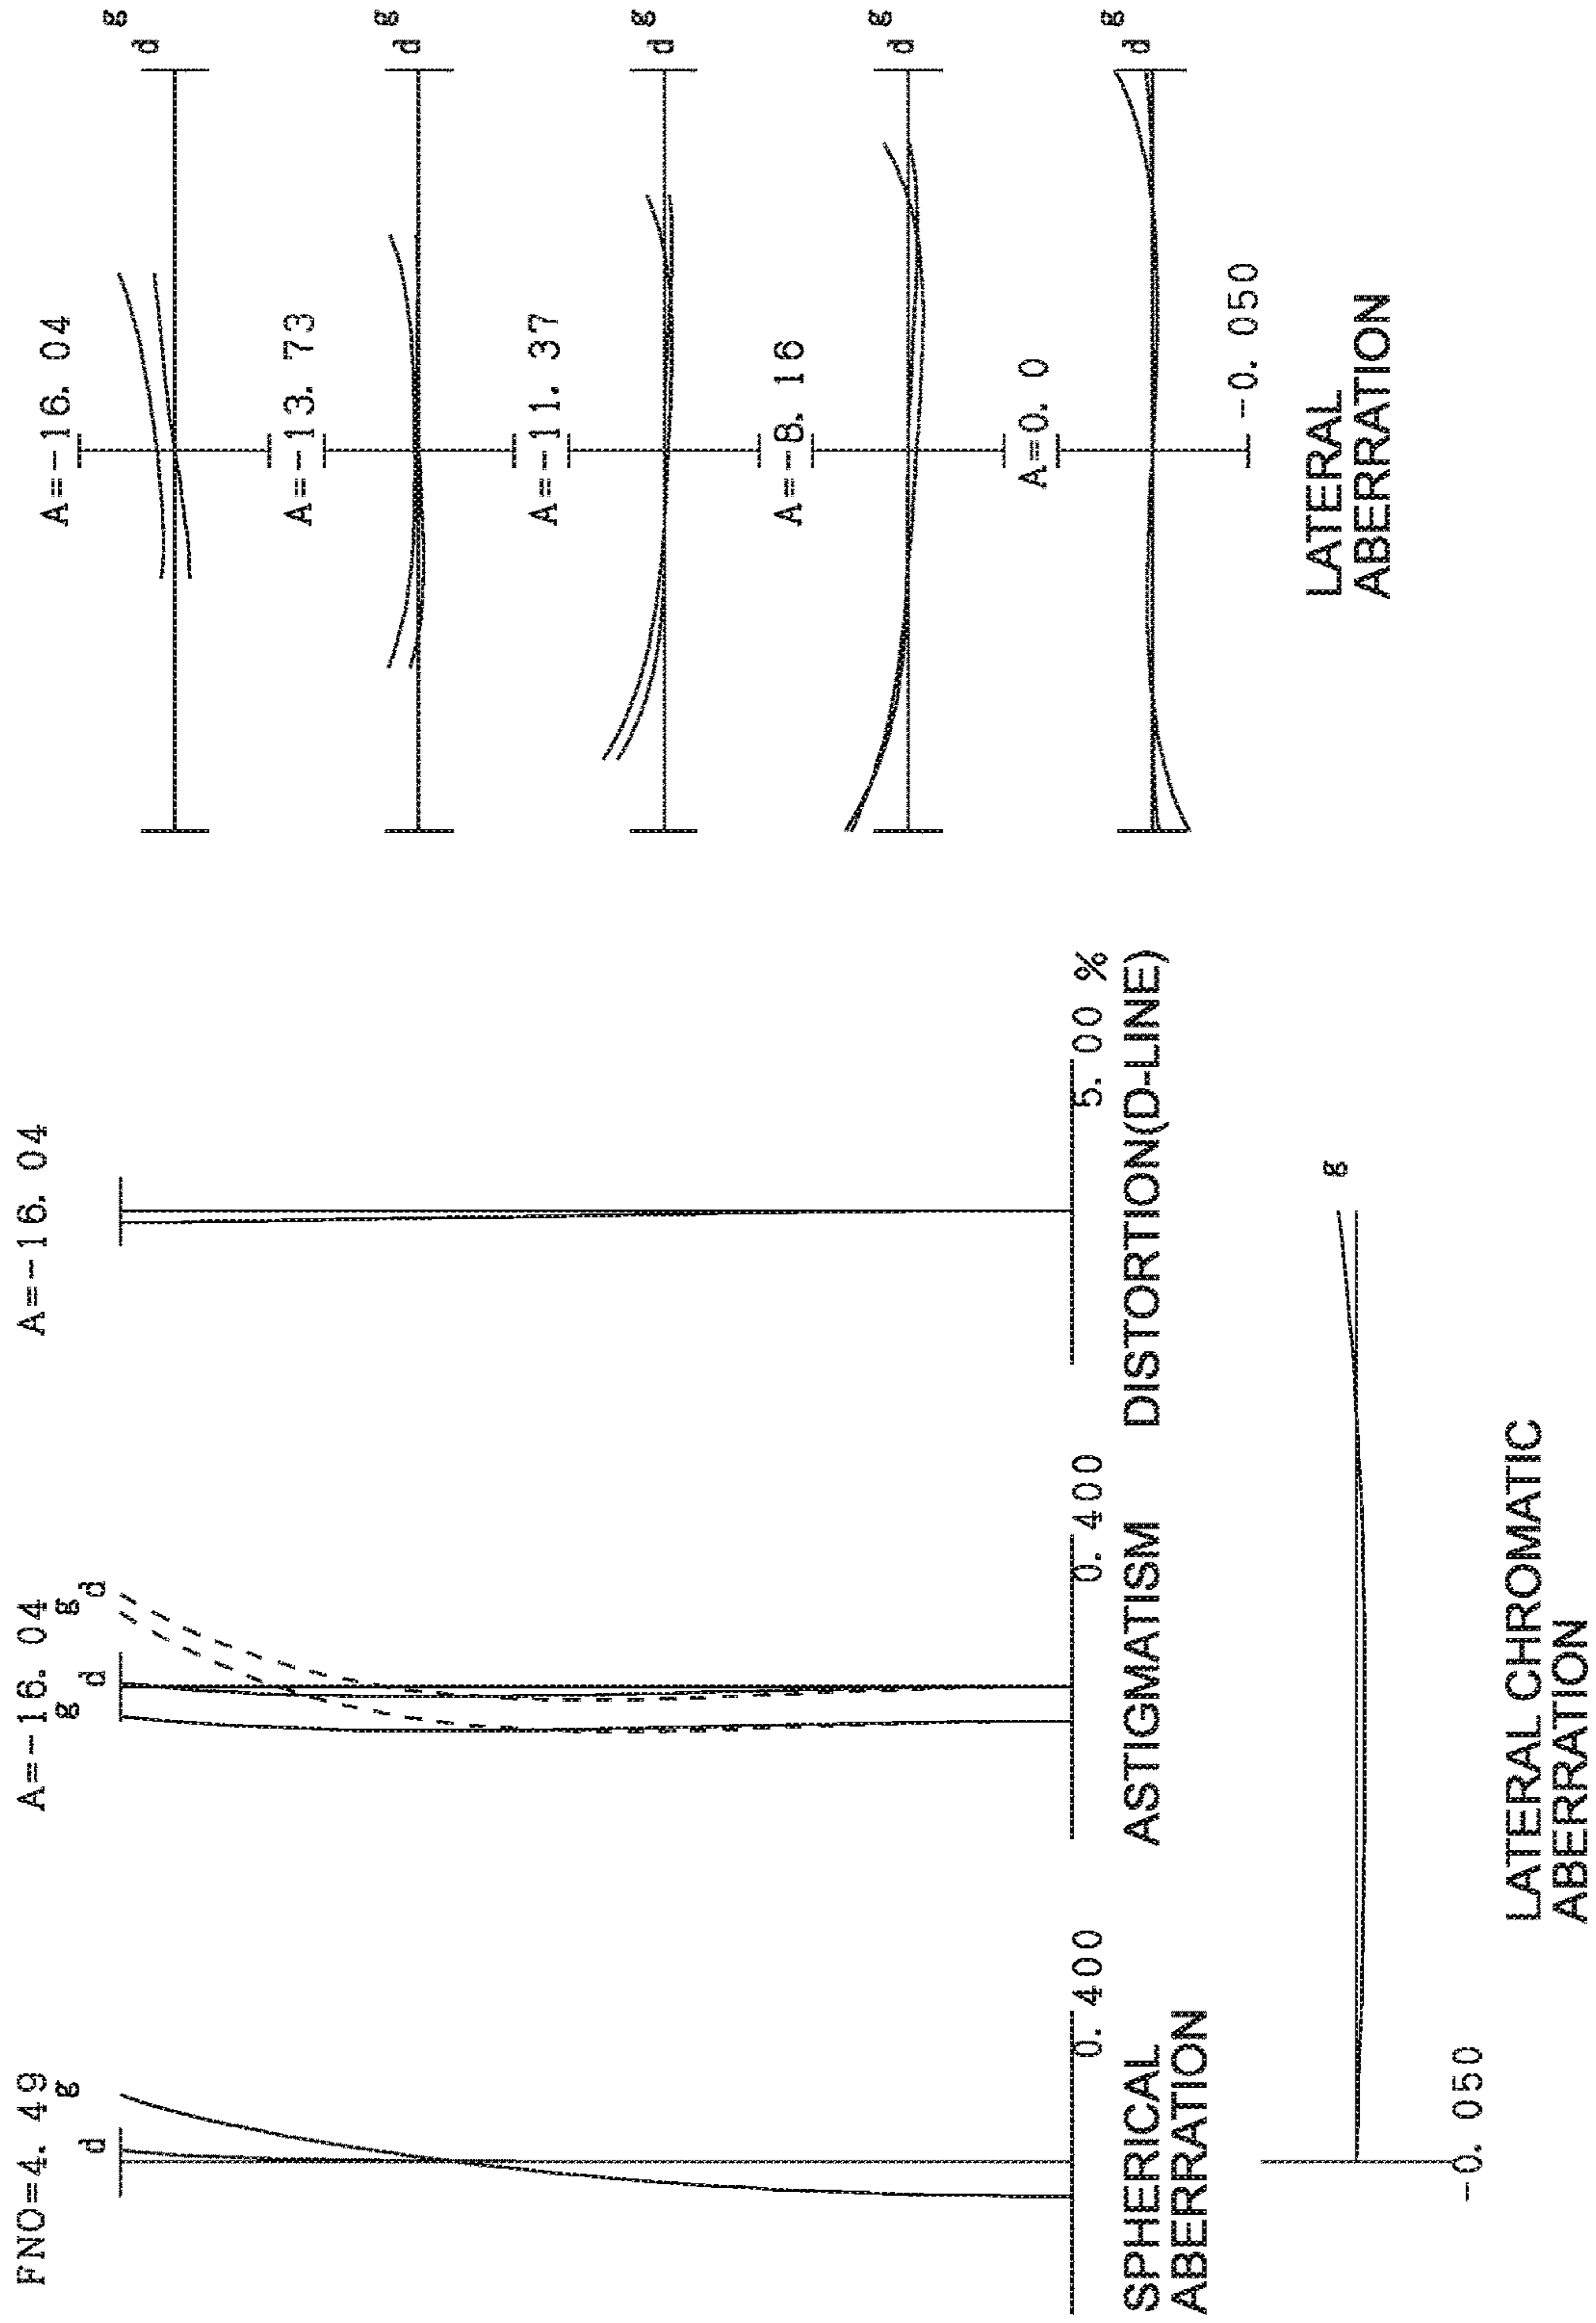 FNO=4. 49
g
d
0. 400
SPHERICAL
ABERRATION
A=-16. 04
g
d
g
d
0. 400
ASTIGMATISM
A=-16. 04
5. 00 %
DISTORTION(D-LINE)
-0. 050
g
LATERAL CHROMATIC
ABERRATION
A=-16. 04
g
d
A=-13. 73
g
d
A=-11. 37
g
d
A=-8. 16
g
d
A=0. 0
g
d
-0. 050
LATERAL
ABERRATION